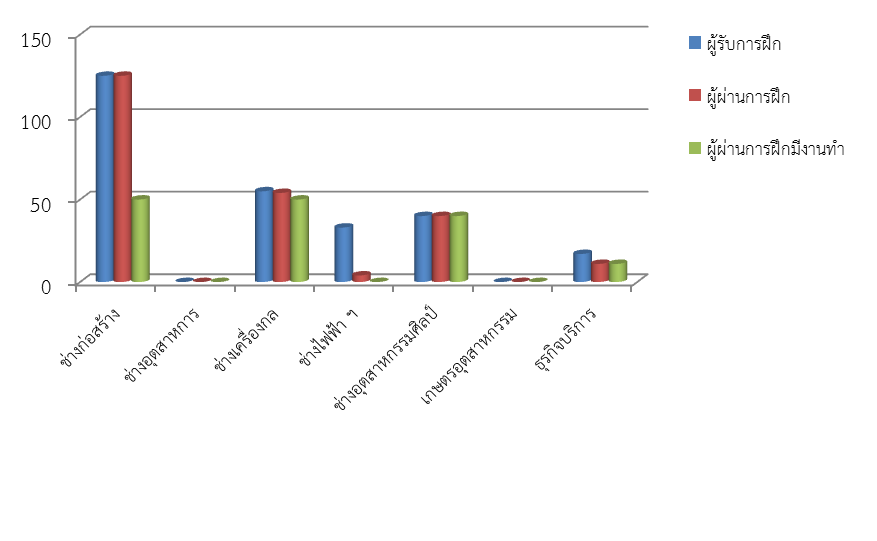 150
100
50
0
ช่างก่อสร้าง
ช่างอุตสาหการ
ช่างเครื่องกล
ช่างไฟฟ้า ฯ
ช่างอุตสาหกรรมศิลป์
เกษตรอุตสาหกรรม
ธุรกิจบริการ
ผู้รับการฝึก
ผู้ผ่านการฝึก
ผู้ผ่านการฝึกมีงานทำ